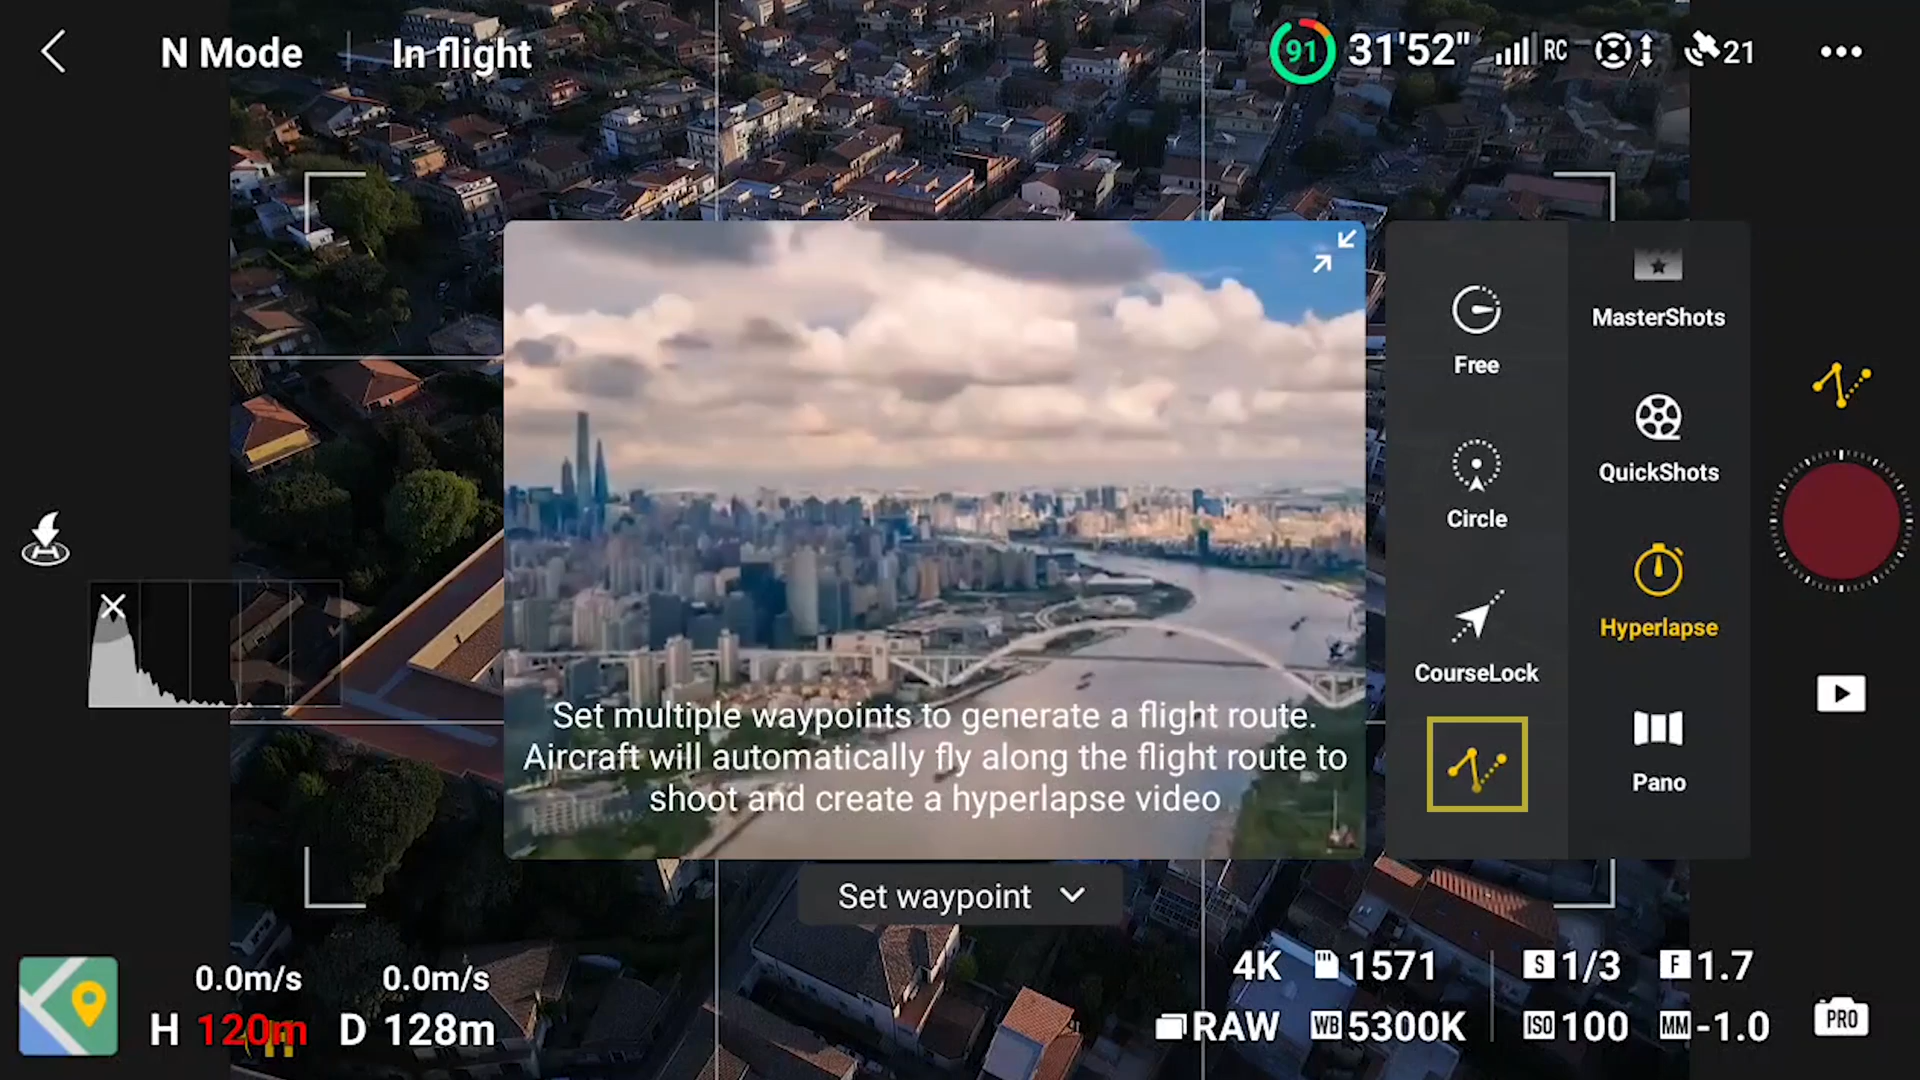 N Mode
In flight
91
31'52"
RC
21
MasterShots
Free
QuickShots
Circle
Hyperlapse
CourseLock
Pano
Set multiple waypoints to generate a flight route.
Aircraft will automatically fly along the flight route to
shoot and create a hyperlapse video
Set waypoint
0.0m/s
0.0m/s
H 120m
D 128m
4K
1571
S 1/3
F 1.7
RAW
WB 5300K
ISO 100
MM -1.0
PRO